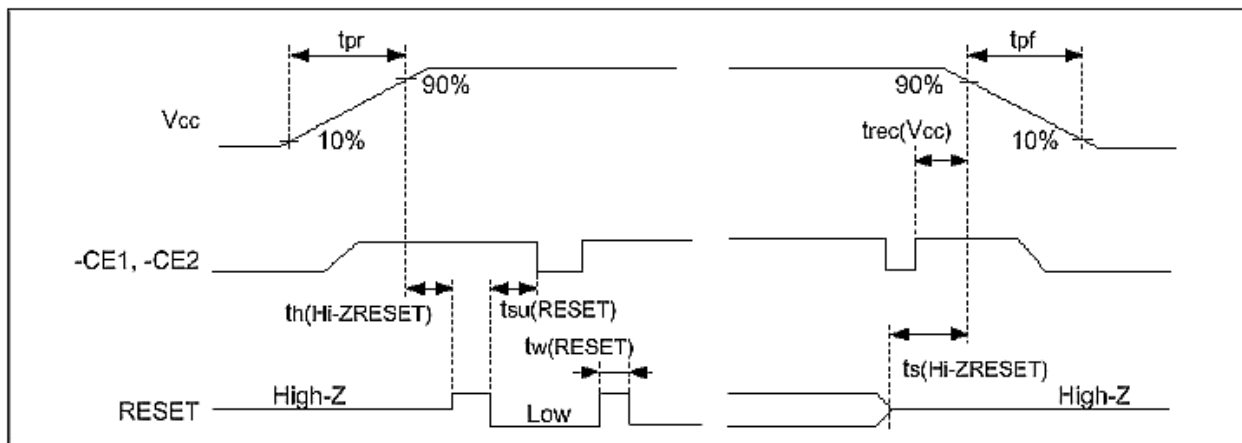 tpr
tpf
90%
90%
Vcc
10%
trec(Vcc)
10%
-CE1, -CE2
th(Hi-ZRESET)
tsu(RESET)
tw(RESET)
ts(Hi-ZRESET)
High-Z
High-Z
RESET
Low